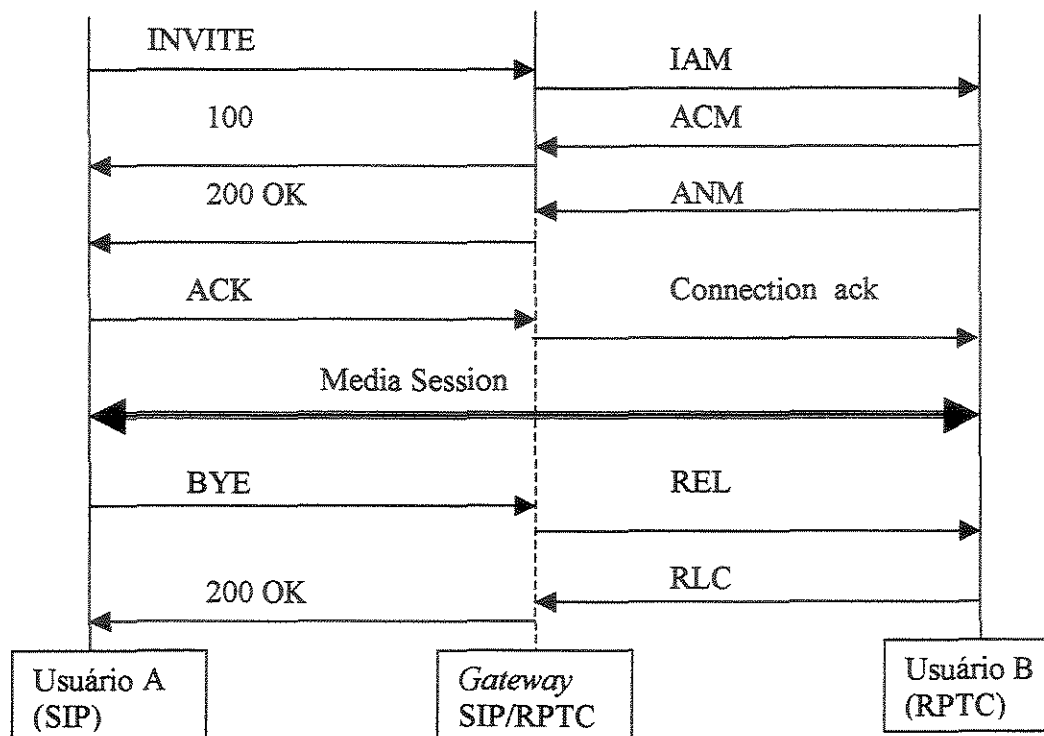 INVITE
IAM
100
ACM
200 OK
ANM
ACK
Connection ack
Media Session
BYE
REL
200 OK
RLC
Usuário A
(SIP)
Gateway
SIP/RPTC
Usuário B
(RPTC)